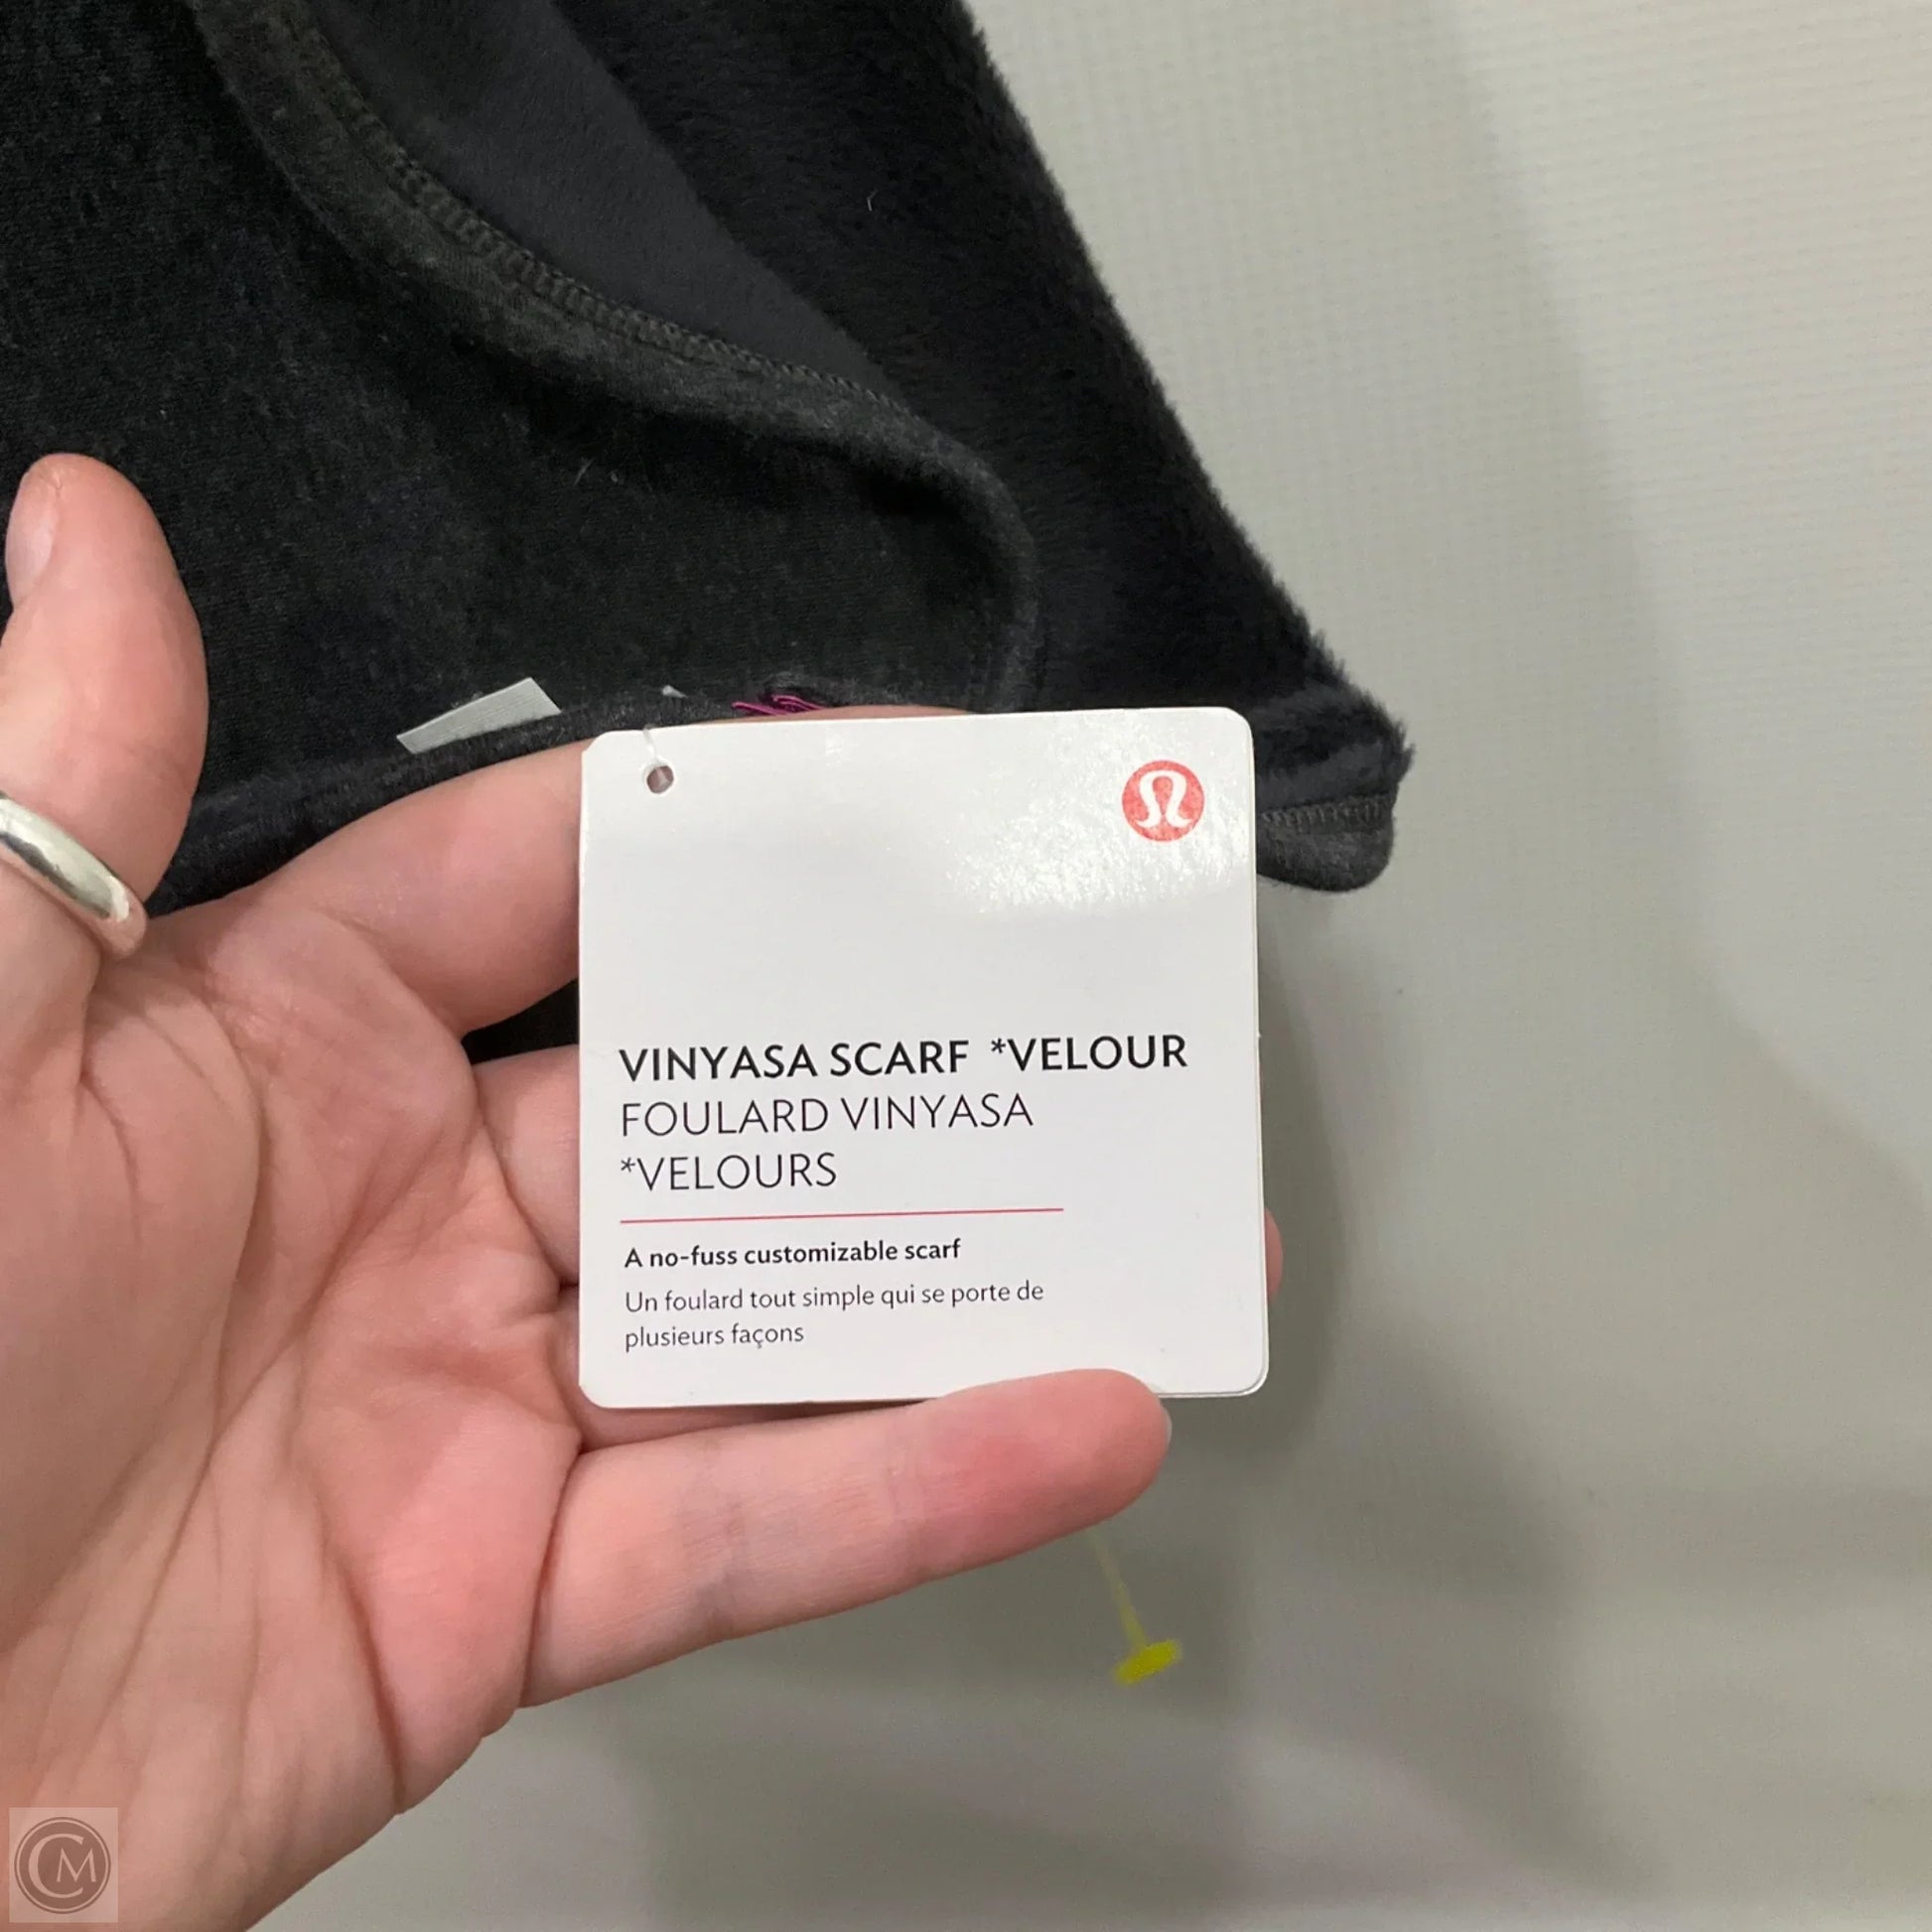 VINYASA SCARF *VELOUR
FOULARD VINYASA
*VELOURS
A no-fuss customizable scarf
Un foulard tout simple qui se porte de
plusieurs façons
CM